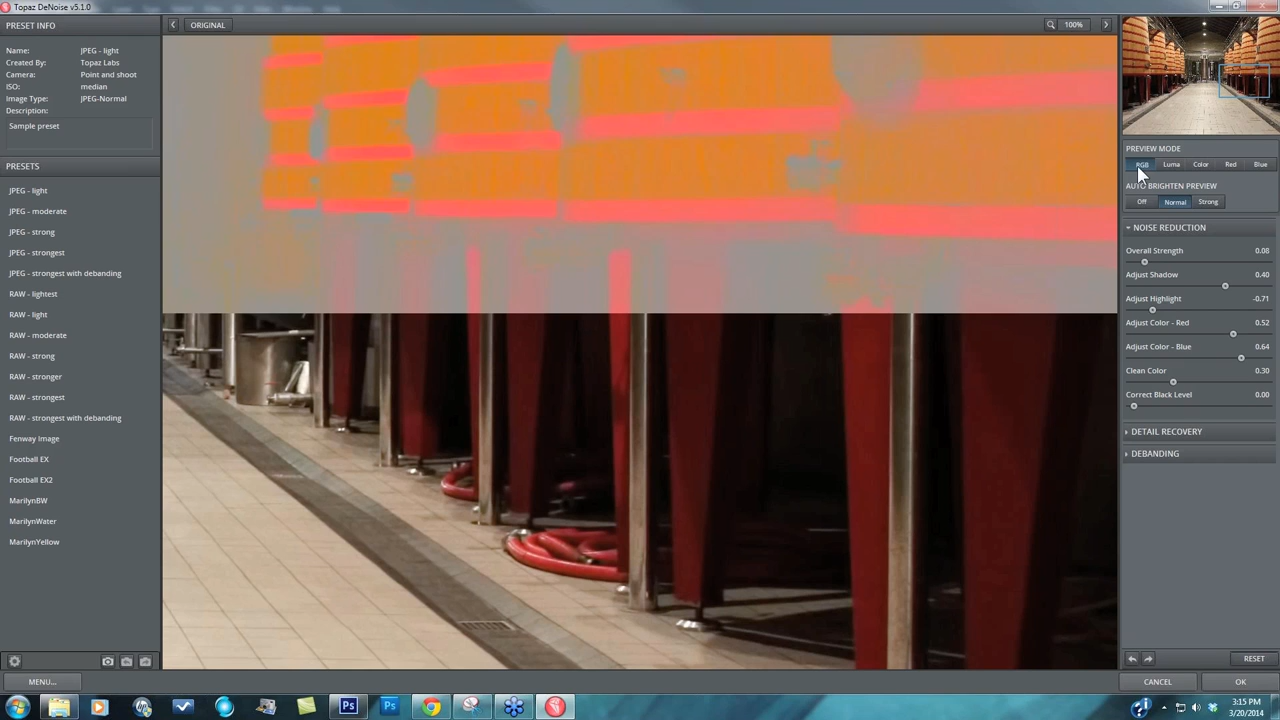 Topaz DeNoise v5.1.0
PRESET INFO
Name: JPEG - light
Created By: Topaz Labs
Camera: Point and shoot
ISO: median
Image Type: JPEG-Normal
Description:
Sample preset
PRESETS
JPEG - light
JPEG - moderate
JPEG - strong
JPEG - strongest
JPEG - strongest with debanding
RAW - lightest
RAW - light
RAW - moderate
RAW - strong
RAW - stronger
RAW - strongest
RAW - strongest with debanding
Fenway Image
Football EX
Football EX2
MarilynBW
MarilynWater
MarilynYellow
MENU...
ORIGINAL
100%
PREVIEW MODE
RGB Luma Color Red Blue
AUTO BRIGHTEN PREVIEW
Off Normal Strong
NOISE REDUCTION
Overall Strength 0.08
Adjust Shadow 0.40
Adjust Highlight -0.71
Adjust Color - Red 0.52
Adjust Color - Blue 0.64
Clean Color 0.30
Correct Black Level 0.00
DETAIL RECOVERY
DEBANDING
RESET
CANCEL OK
Ps Ps
3:15 PM
3/20/2014